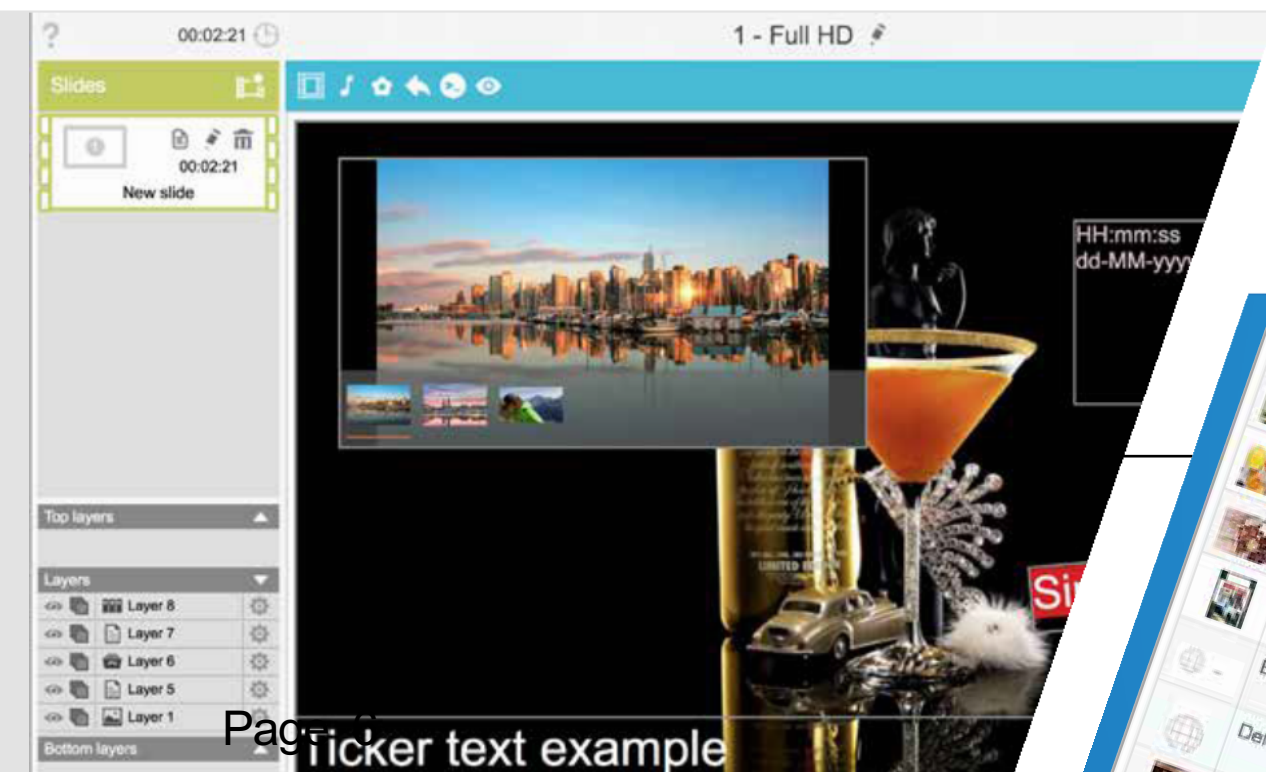 ?
00:02:21
1 - Full HD
Slides
00:02:21
New slide
HH:mm:ss
dd-MM-yyyy
LIMITED
Top layers
Layers
Layer 8
Layer 7
Layer 6
Layer 5
Layer 1
Page
Bottom layers
Ticker text example